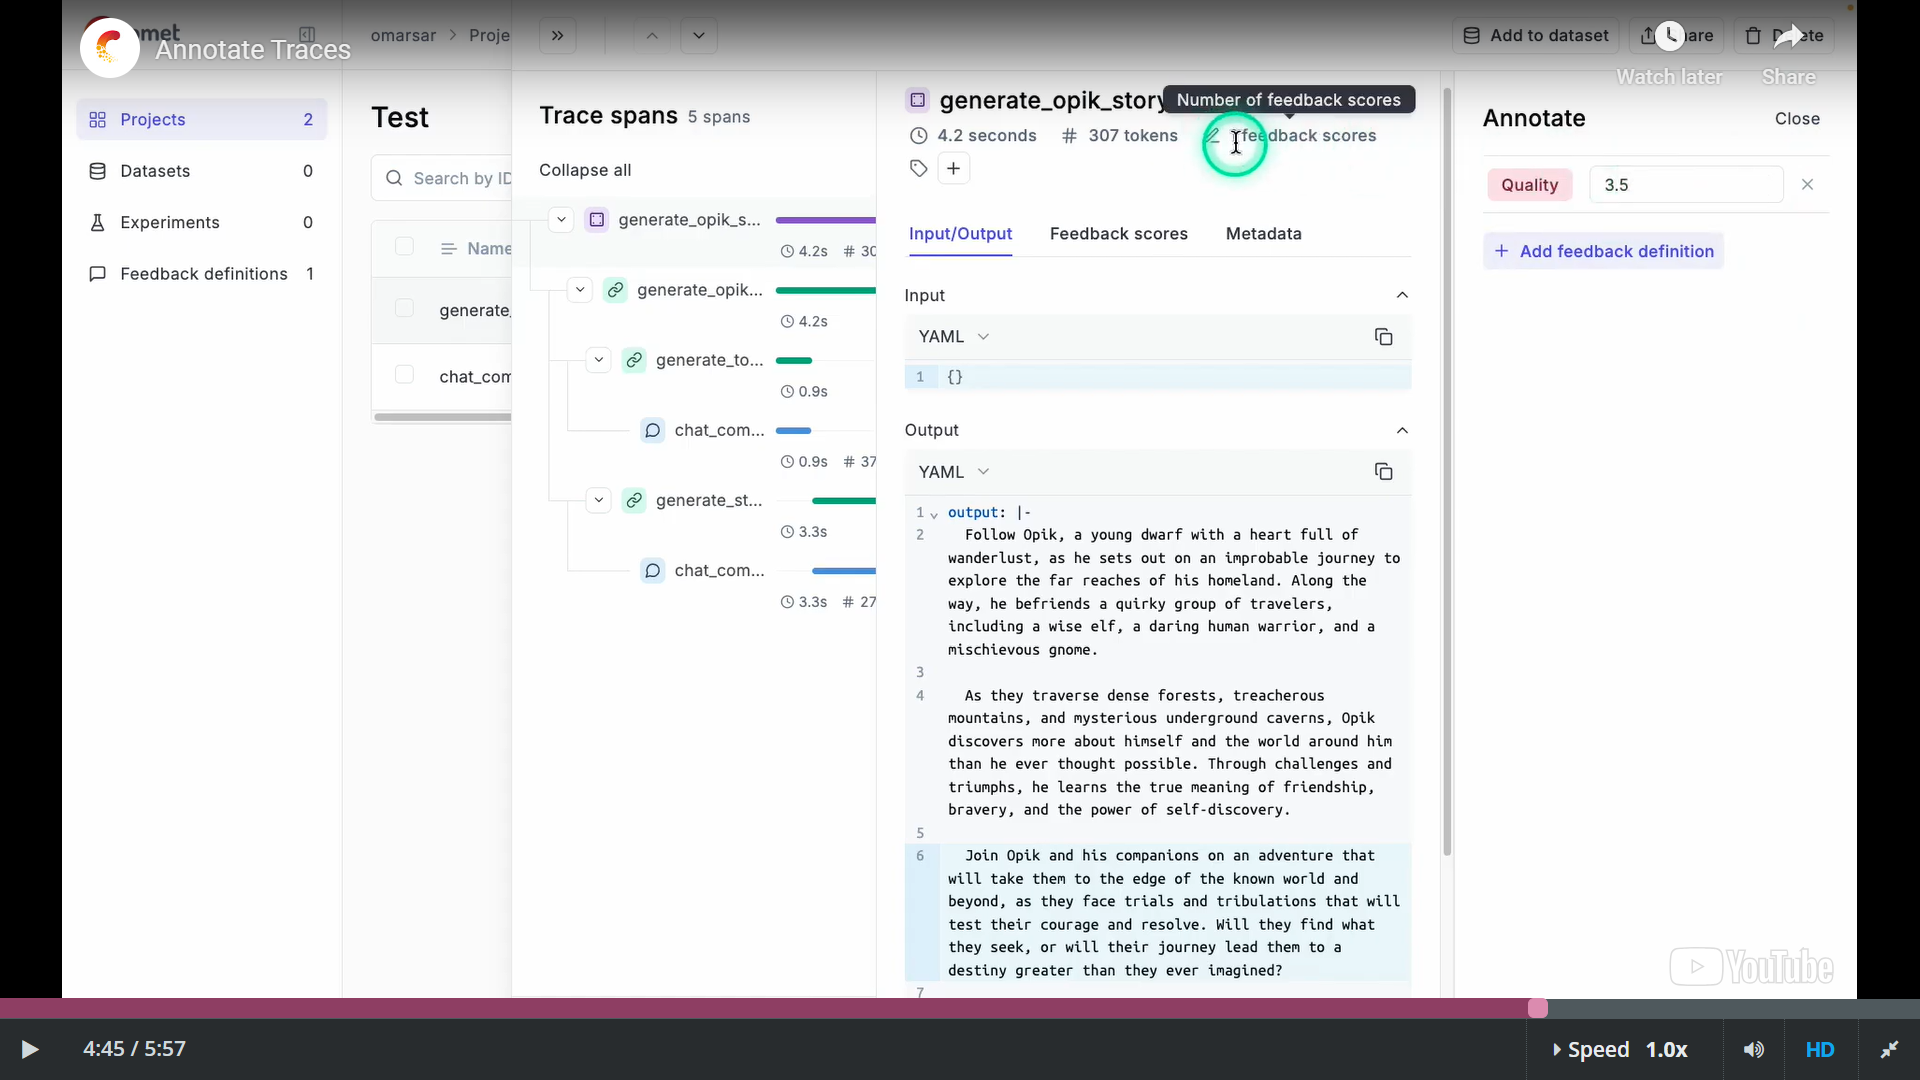 Annotate Traces
omarsar > Proje
Add to dataset
Watch later
Share
Projects 2
Datasets 0
Experiments 0
Feedback definitions 1
Test
Search by ID
Name
generate_
chat_com
Trace spans 5 spans
Collapse all
generate_opik_s...
4.2s # 30
generate_opik...
4.2s
generate_to...
0.9s
chat_com...
0.9s # 37
generate_st...
3.3s
chat_com...
3.3s # 27
generate_opik_story
Number of feedback scores
4.2 seconds # 307 tokens feedback scores
Input/Output Feedback scores Metadata
Input
YAML
1 {}
Output
YAML
1 output: |-
2 Follow Opik, a young dwarf with a heart full of
wanderlust, as he sets out on an improbable journey to
explore the far reaches of his homeland. Along the
way, he befriends a quirky group of travelers,
including a wise elf, a daring human warrior, and a
mischievous gnome.
3
4 As they traverse dense forests, treacherous
mountains, and mysterious underground caverns, Opik
discovers more about himself and the world around him
than he ever thought possible. Through challenges and
triumphs, he learns the true meaning of friendship,
bravery, and the power of self-discovery.
5
6 Join Opik and his companions on an adventure that
will take them to the edge of the known world and
beyond, as they face trials and tribulations that will
test their courage and resolve. Will they find what
they seek, or will their journey lead them to a
destiny greater than they ever imagined?
7
Annotate Close
Quality 3.5
+ Add feedback definition
YouTube
4:45 / 5:57
Speed 1.0x
HD